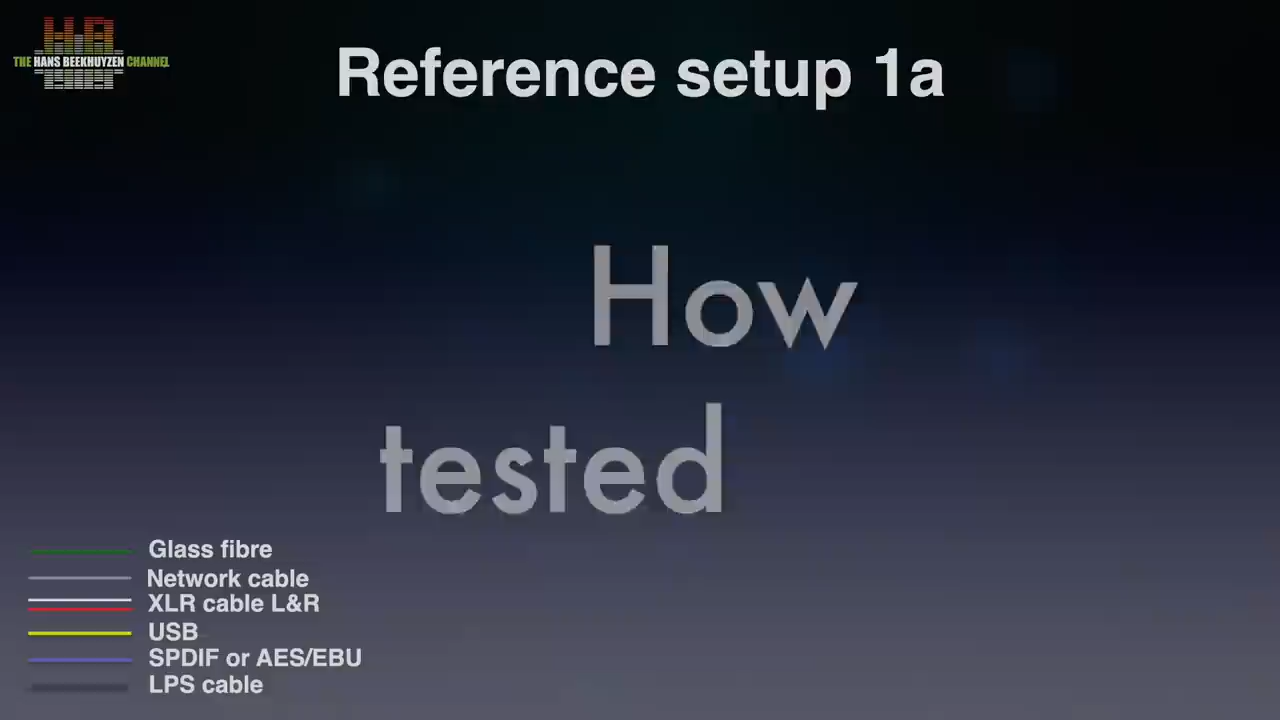 THE HANS BEEKHUYZEN CHANNEL
Reference setup 1a
How
tested
Glass fibre
Network cable
XLR cable L&R
USB
SPDIF or AES/EBU
LPS cable